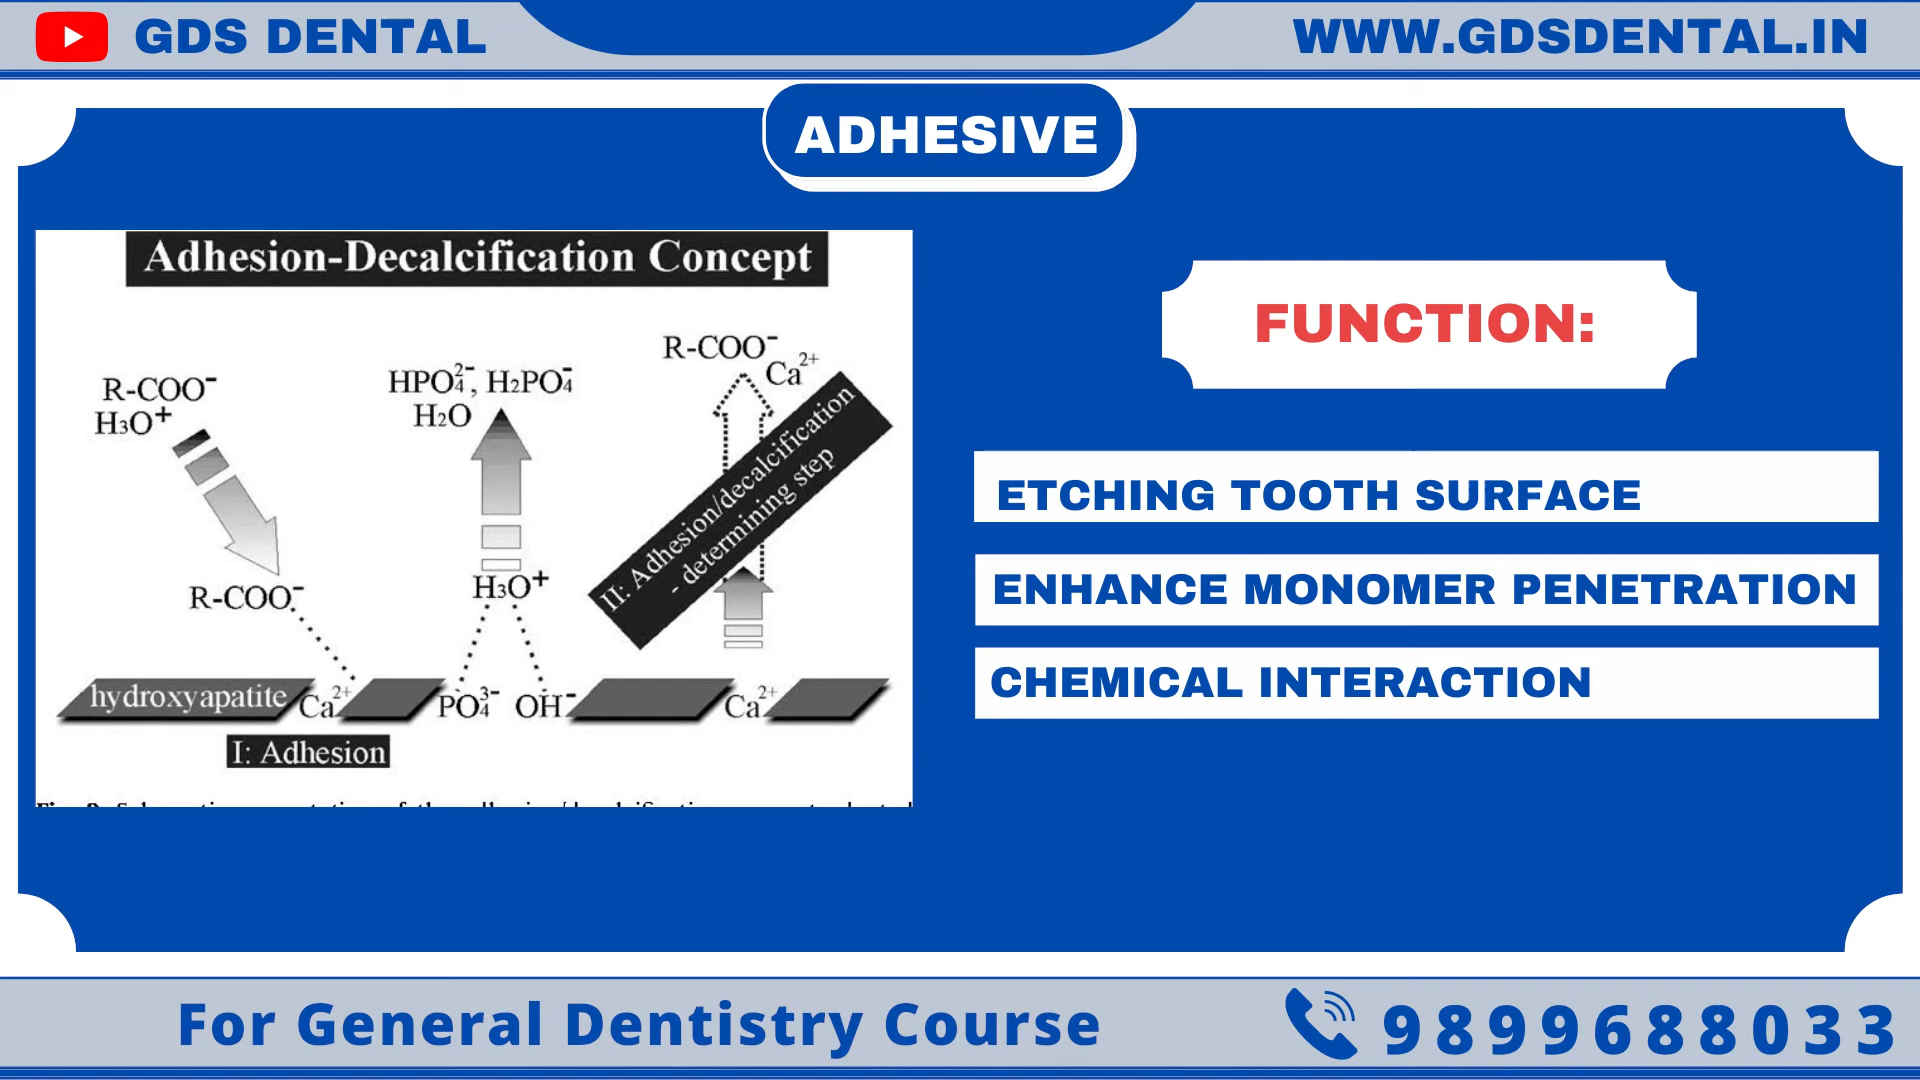 GDS DENTAL
WWW.GDSDENTAL.IN
ADHESIVE
Adhesion-Decalcification Concept
R-COO⁻
H₃O⁺
HPO₄²⁻, H₂PO₄⁻
H₂O
R-COO⁻
Ca²⁺
II: Adhesion/decalcification
- determining step
R-COO⁻
H₃O⁺
hydroxyapatite Ca²⁺ PO₄³⁻ OH⁻ Ca²⁺
I: Adhesion
FUNCTION:
ETCHING TOOTH SURFACE
ENHANCE MONOMER PENETRATION
CHEMICAL INTERACTION
For General Dentistry Course
9899688033